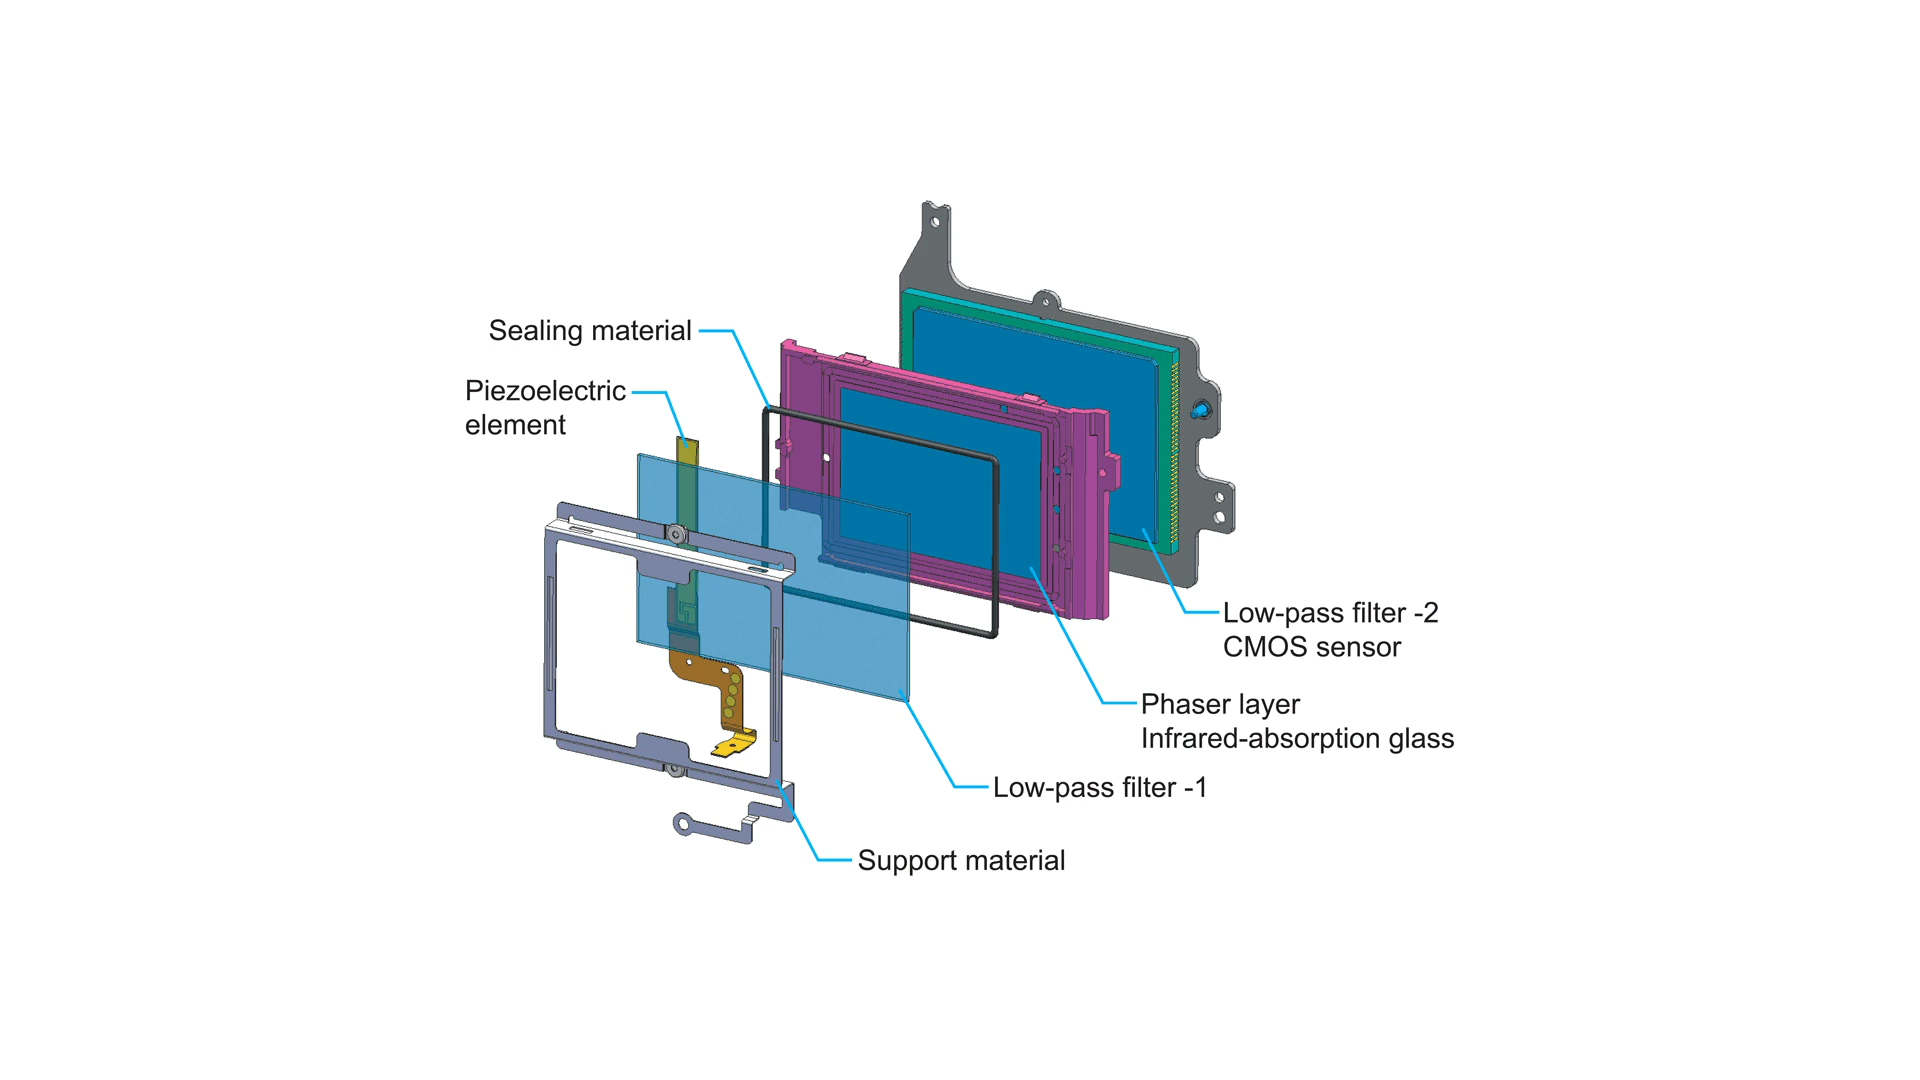 Sealing material
Piezoelectric
element
Low-pass filter -2
CMOS sensor
Phaser layer
Infrared-absorption glass
Low-pass filter -1
Support material